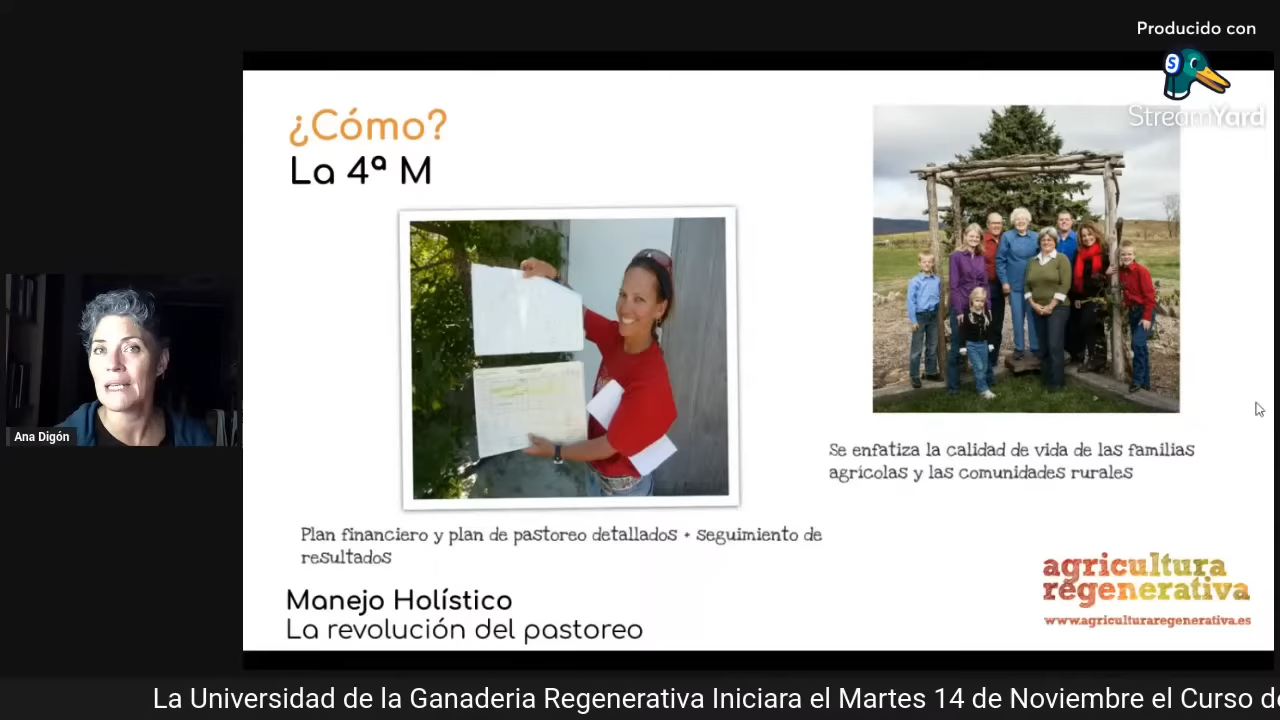 Producido con
StreamYard
¿Cómo?
La 4ª M
Ana Digón
Se enfatiza la calidad de vida de las familias
agrícolas y las comunidades rurales
Plan financiero y plan de pastoreo detallados + seguimiento de
resultados
Manejo Holístico
La revolución del pastoreo
agricultura
regenerativa
www.agriculturaregenerativa.es
La Universidad de la Ganaderia Regenerativa Iniciara el Martes 14 de Noviembre el Curso d